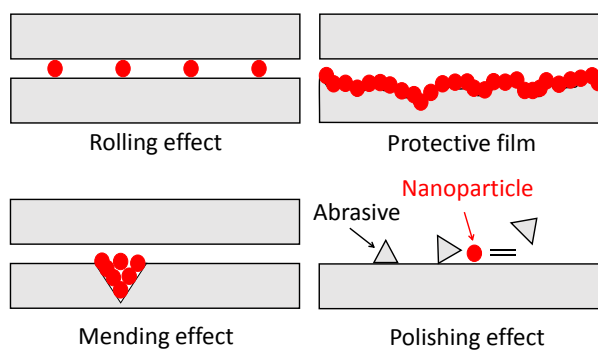 Rolling effect
Protective film
Nanoparticle
Abrasive
Mending effect
Polishing effect